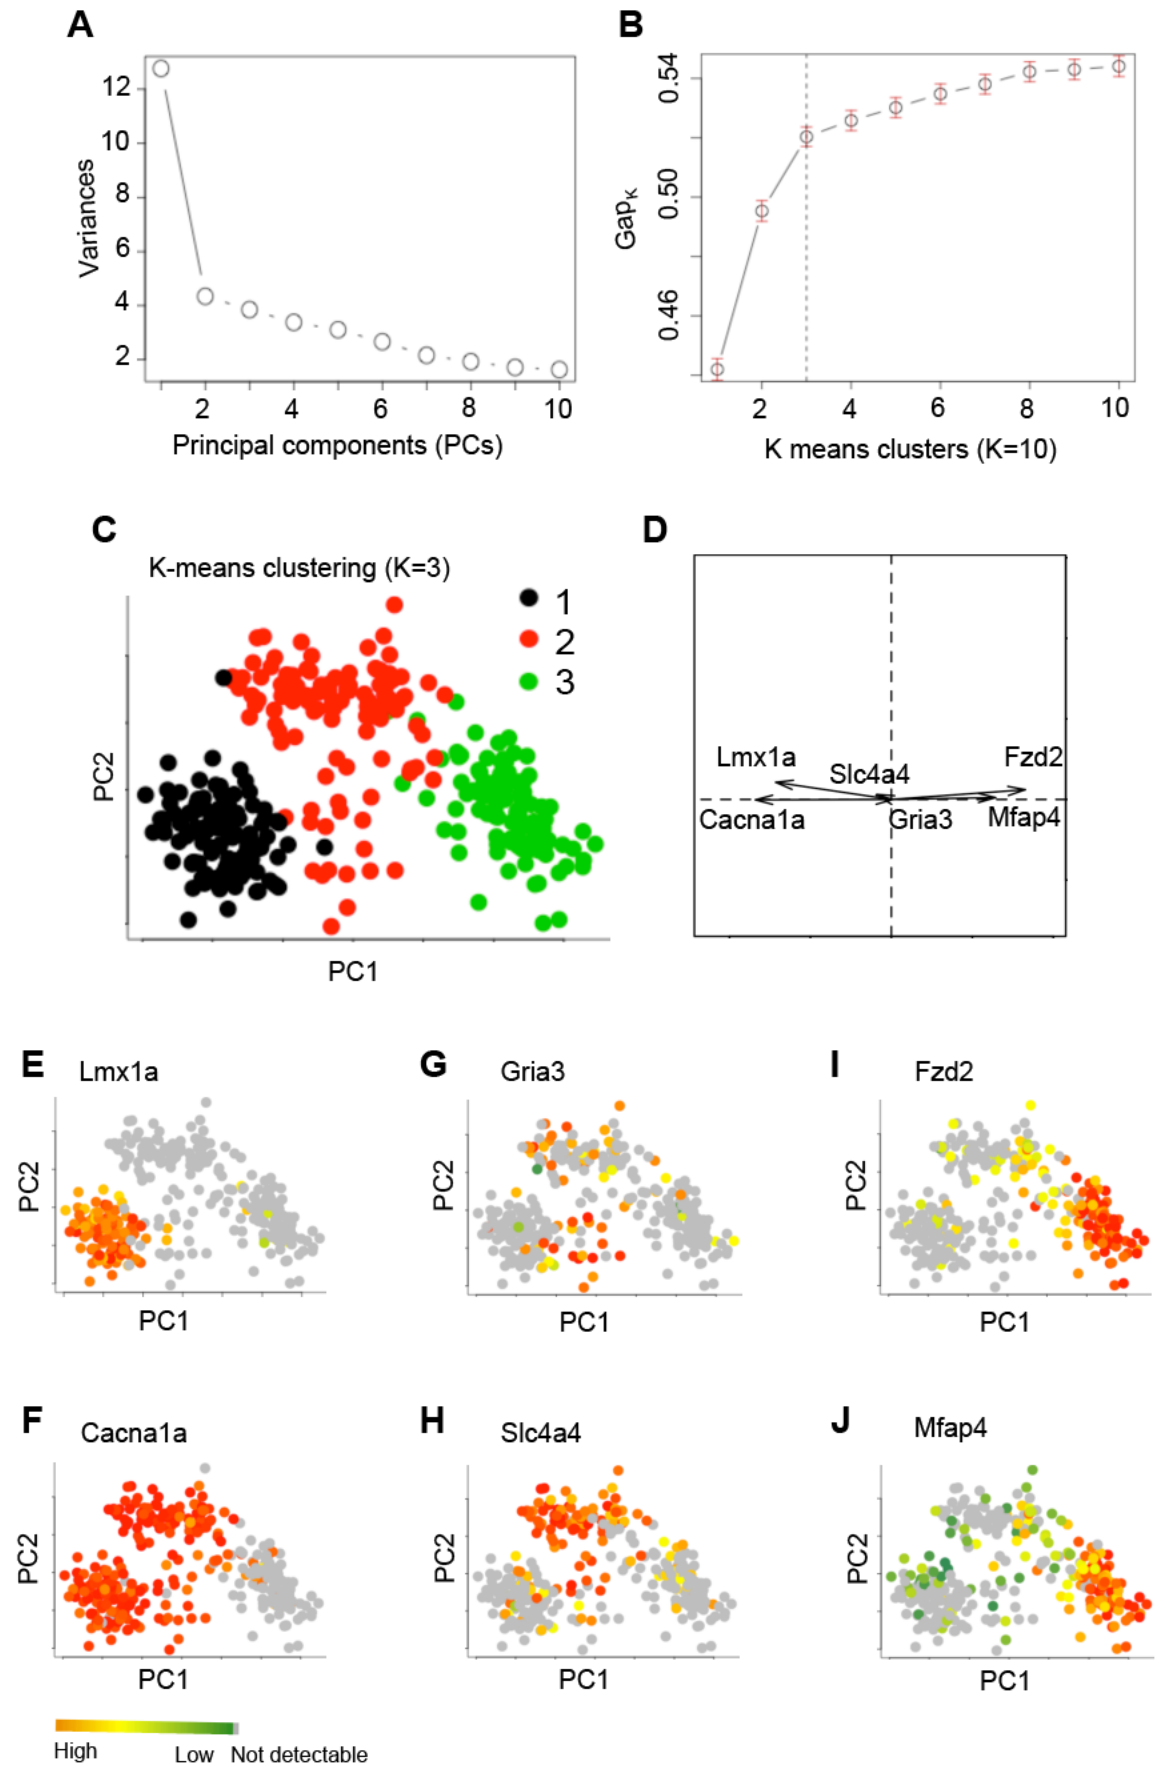 A
12
10
8
6
4
2
Variances
2 4 6 8 10
Principal components (PCs)
B
0.54
0.50
0.46
GapK
2 4 6 8 10
K means clusters (K=10)
C
K-means clustering (K=3)
1
2
3
PC2
PC1
D
Lmx1a
Slc4a4
Fzd2
Cacna1a
Gria3
Mfap4
E Lmx1a
PC2
PC1
G Gria3
PC2
PC1
I Fzd2
PC2
PC1
F Cacna1a
PC2
PC1
H Slc4a4
PC2
PC1
J Mfap4
PC2
PC1
High Low Not detectable